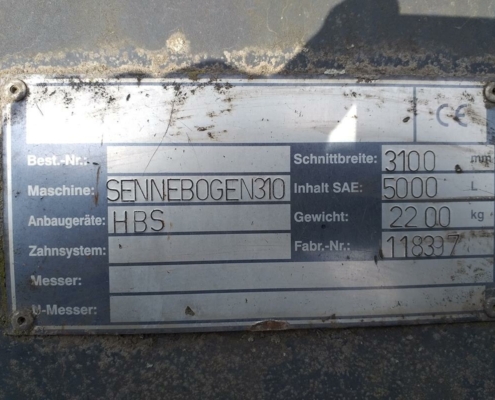 CE
Best.-Nr.: Schnittbreite: 3100 mm
Maschine: SENNEBOGEN310 Inhalt SAE: 5000 L
Anbaugeräte: HBS Gewicht: 2200 kg
Zahnsystem: Fabr.-Nr.: 118397
Messer:
U-Messer: